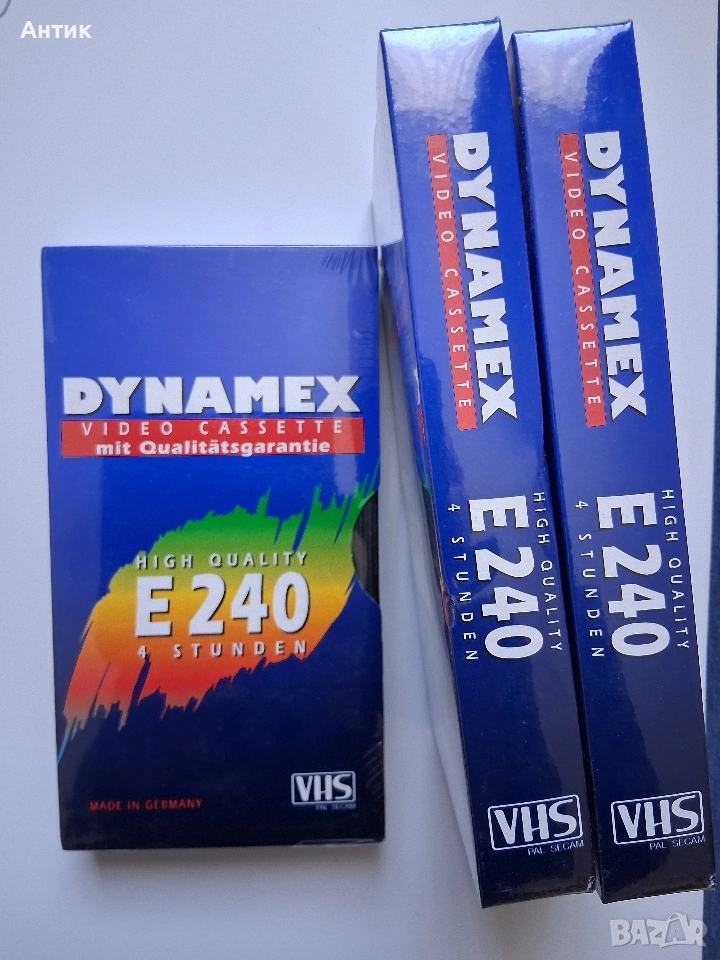 Антик
DYNAMEX
VIDEO CASSETTE
mit Qualitätsgarantie
HIGH QUALITY
E 240
4 STUNDEN
MADE IN GERMANY
VHS
PAL SECAM
DYNAMEX
VIDEO CASSETTE
HIGH QUALITY
E 240
4 STUNDEN
VHS
PAL SECAM
DYNAMEX
VIDEO CASSETTE
HIGH QUALITY
E 240
4 STUNDEN
VHS
PAL SECAM
BAZAR